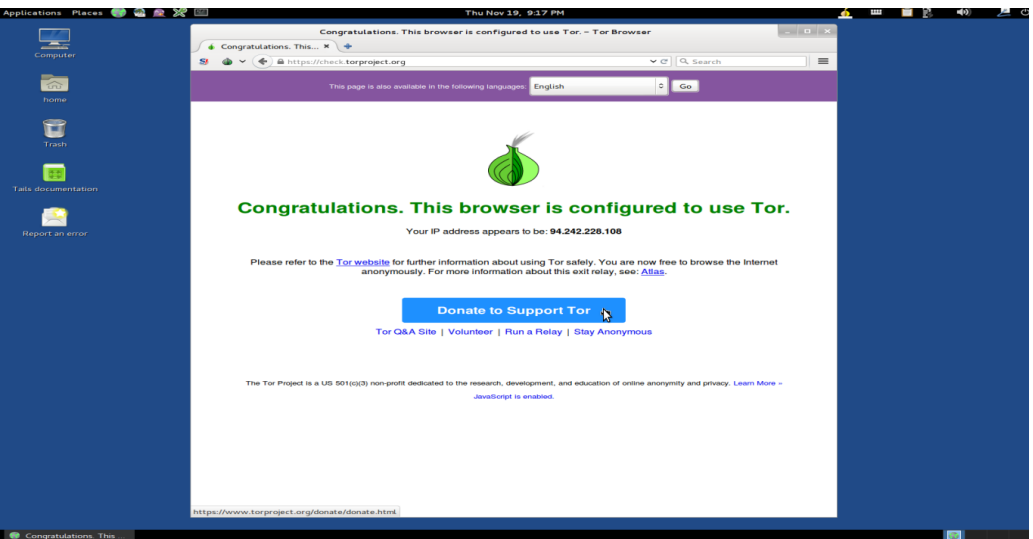 Applications Places Thu Nov 19, 9:17 PM
Computer
home
Trash
Tails documentation
Report an error
Congratulations. This browser is configured to use Tor. – Tor Browser
Congratulations. This...
https://check.torproject.org Search
This page is also available in the following languages: English Go
Congratulations. This browser is configured to use Tor.
Your IP address appears to be: 94.242.228.108
Please refer to the Tor website for further information about using Tor safely. You are now free to browse the Internet
anonymously. For more information about this exit relay, see: Atlas.
Donate to Support Tor
Tor Q&A Site | Volunteer | Run a Relay | Stay Anonymous
The Tor Project is a US 501(c)(3) non-profit dedicated to the research, development, and education of online anonymity and privacy. Learn More »
JavaScript is enabled.
https://www.torproject.org/donate/donate.html
Congratulations. This